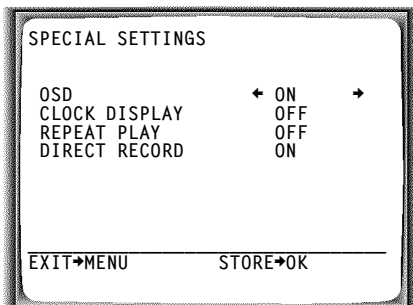 SPECIAL SETTINGS
OSD ← ON →
CLOCK DISPLAY OFF
REPEAT PLAY OFF
DIRECT RECORD ON
EXIT→MENU STORE→OK